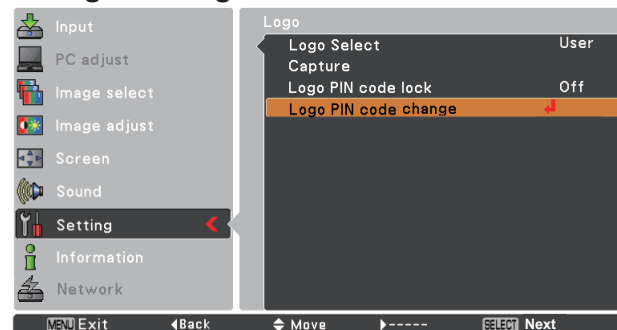 Input
PC adjust
Image select
Image adjust
Screen
Sound
Setting
Information
Network
Logo
Logo Select User
Capture
Logo PIN code lock Off
Logo PIN code change
MENU Exit Back Move ----- SELECT Next